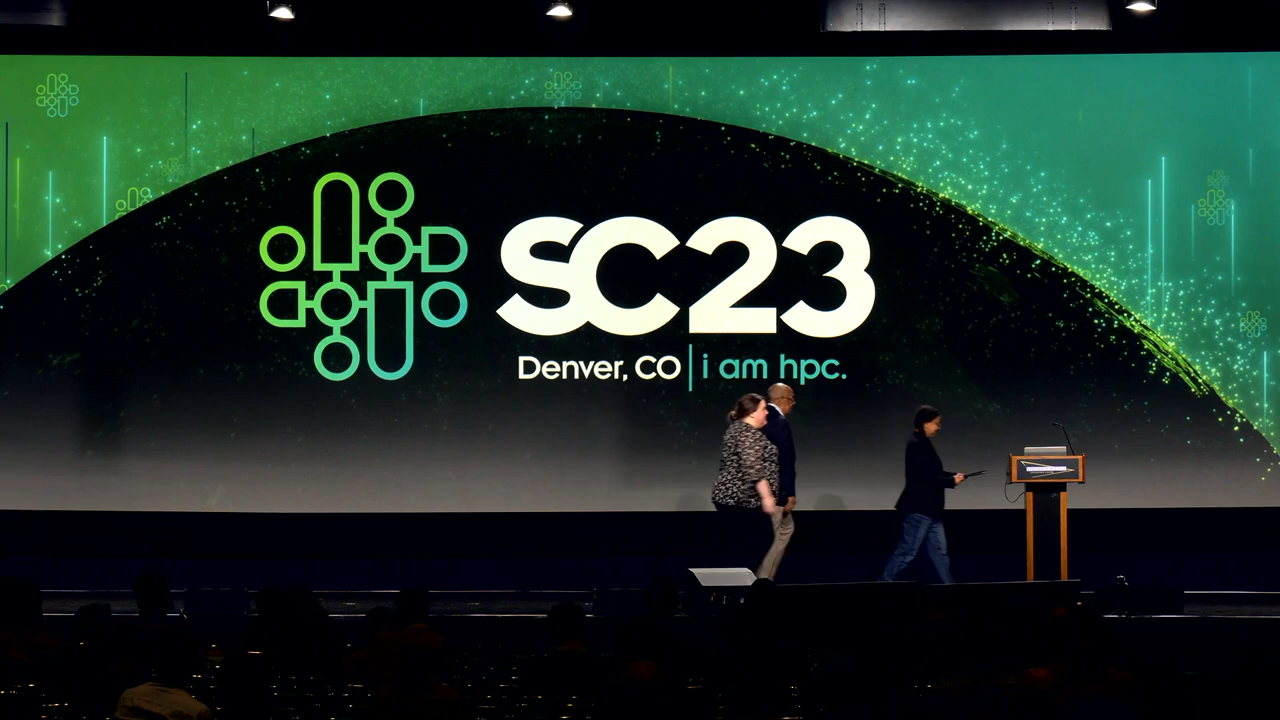 SC23
Denver, CO | i am hpc.